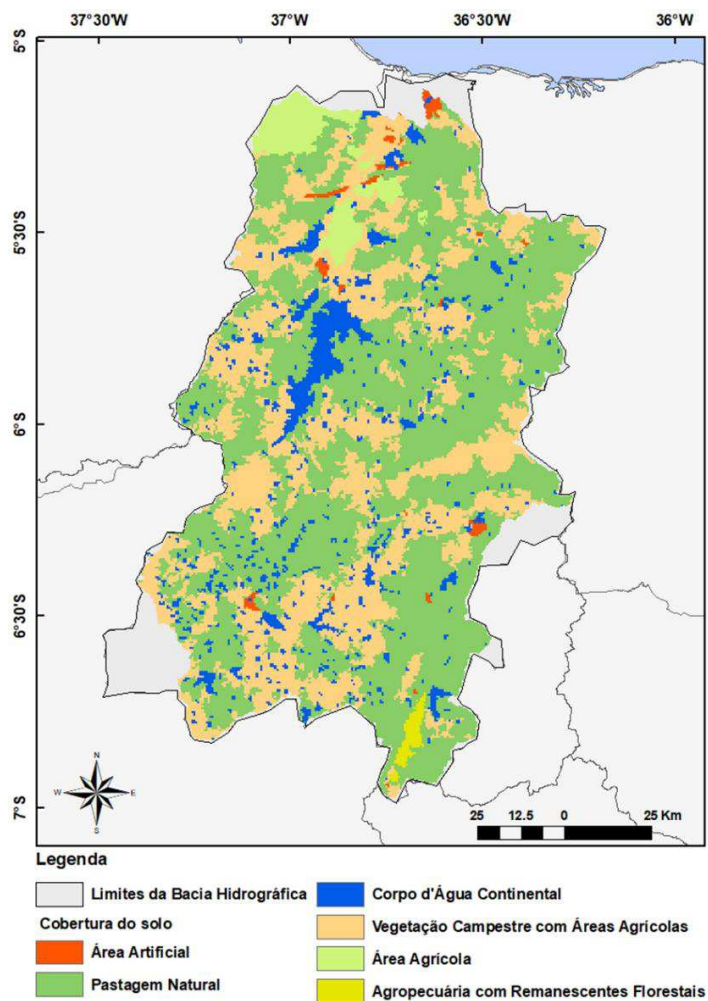 37°30'W 37°W 36°30'W 36°W
5°S
5°30'S
6°S
6°30'S
7°S
N
W E
S
25 12.5 0 25 Km
Legenda
Limites da Bacia Hidrográfica
Cobertura do solo
Área Artificial
Pastagem Natural
Corpo d'Água Continental
Vegetação Campestre com Áreas Agrícolas
Área Agrícola
Agropecuária com Remanescentes Florestais